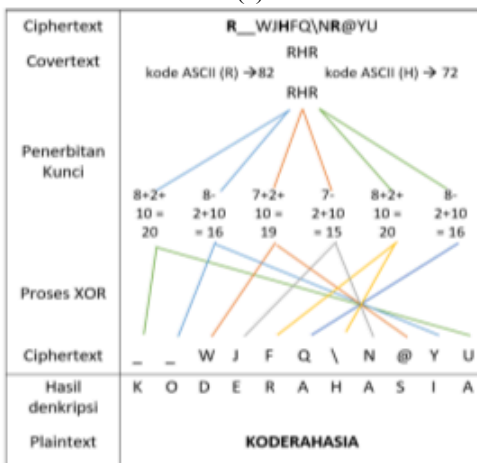 Ciphertext R__WJHFQ\NR@YU
Covertext RHR
kode ASCII (R) →82 kode ASCII (H) → 72
RHR
Penerbitan
Kunci
8+2+ 8- 7+2+ 7- 8+2+ 8-
10 = 2+10 10 = 2+10 10 = 2+10
20 = 16 19 = 15 20 = 16
Proses XOR
Ciphertext _ _ W J F Q \ N @ Y U
Hasil
denkripsi
K O D E R A H A S I A
Plaintext KODERAHASIA